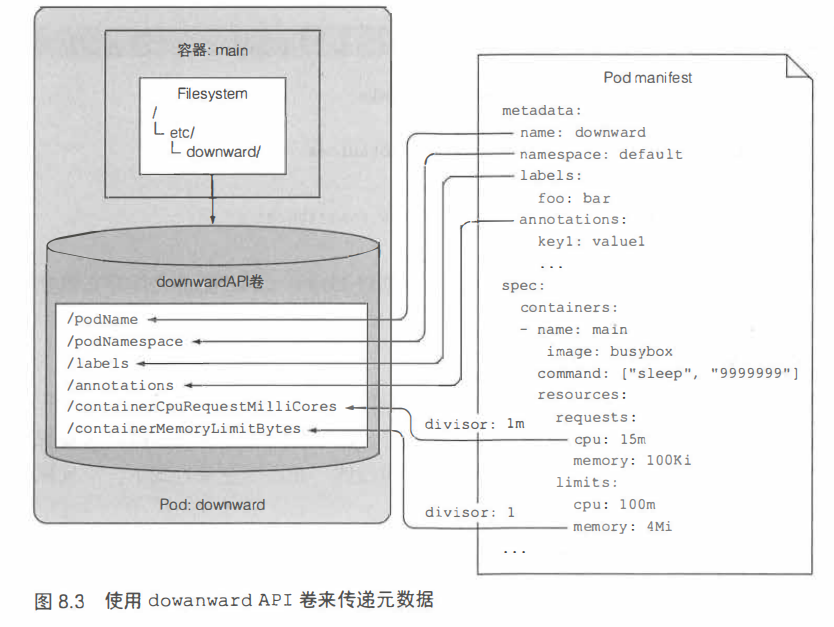 容器: main
Filesystem
/
etc/
downward/
downwardAPI卷
/podName
/podNamespace
/labels
/annotations
/containerCpuRequestMilliCores
/containerMemoryLimitBytes
Pod: downward
divisor: 1m
divisor: 1
Pod manifest
metadata:
name: downward
namespace: default
labels:
foo: bar
annotations:
key1: value1
...
spec:
containers:
- name: main
image: busybox
command: ["sleep", "9999999"]
resources:
requests:
cpu: 15m
memory: 100Ki
limits:
cpu: 100m
memory: 4Mi
...
图 8.3 使用 dowanward API 卷来传递元数据